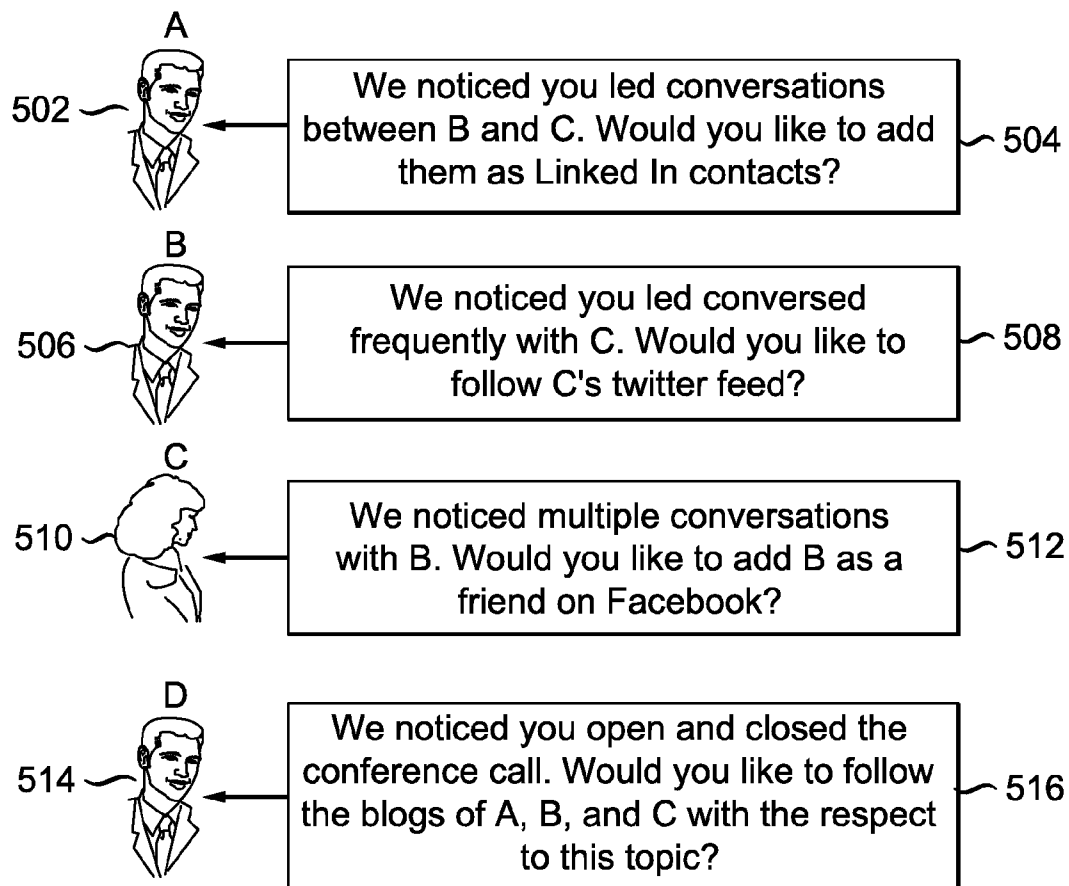 A
502
We noticed you led conversations
between B and C. Would you like to add
them as Linked In contacts?
504
B
506
We noticed you led conversed
frequently with C. Would you like to
follow C's twitter feed?
508
C
510
We noticed multiple conversations
with B. Would you like to add B as a
friend on Facebook?
512
D
514
We noticed you open and closed the
conference call. Would you like to follow
the blogs of A, B, and C with the respect
to this topic?
516